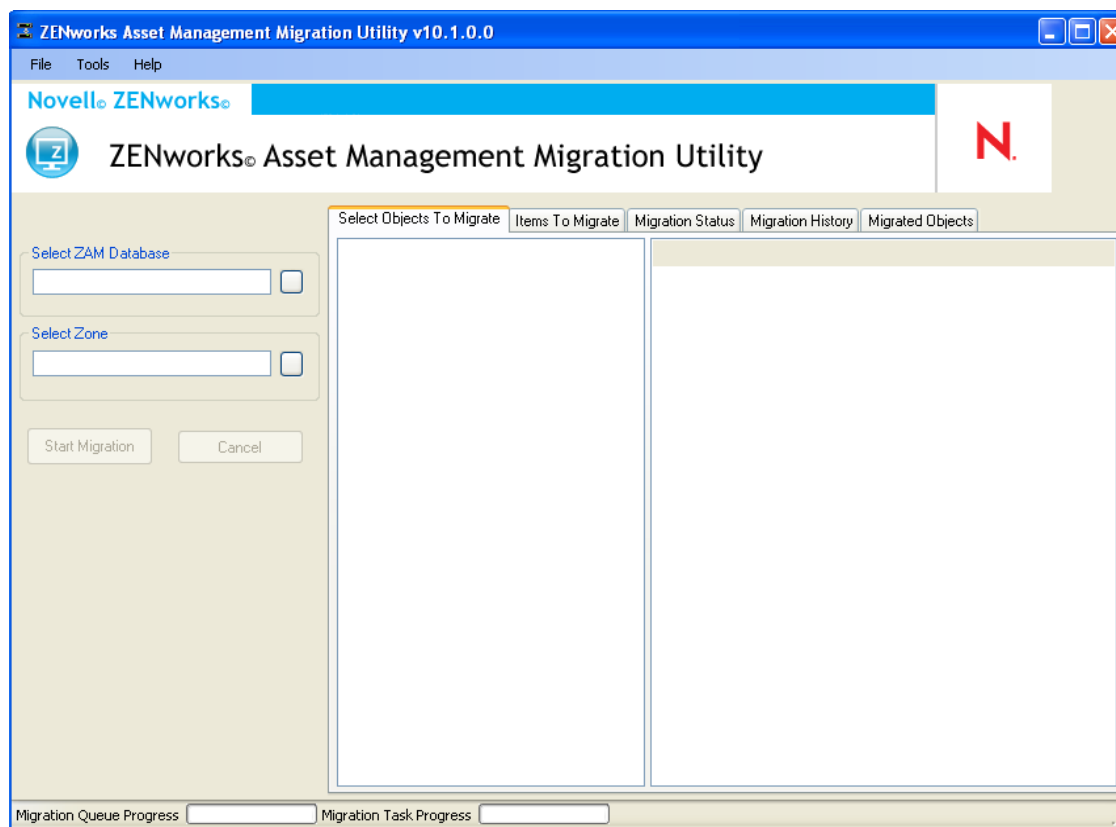 ZENworks Asset Management Migration Utility v10.1.0.0
File Tools Help
Novell© ZENworks©
Z
ZENworks© Asset Management Migration Utility
N.
Select Objects To Migrate Items To Migrate Migration Status Migration History Migrated Objects
Select ZAM Database
Select Zone
Start Migration Cancel
Migration Queue Progress Migration Task Progress